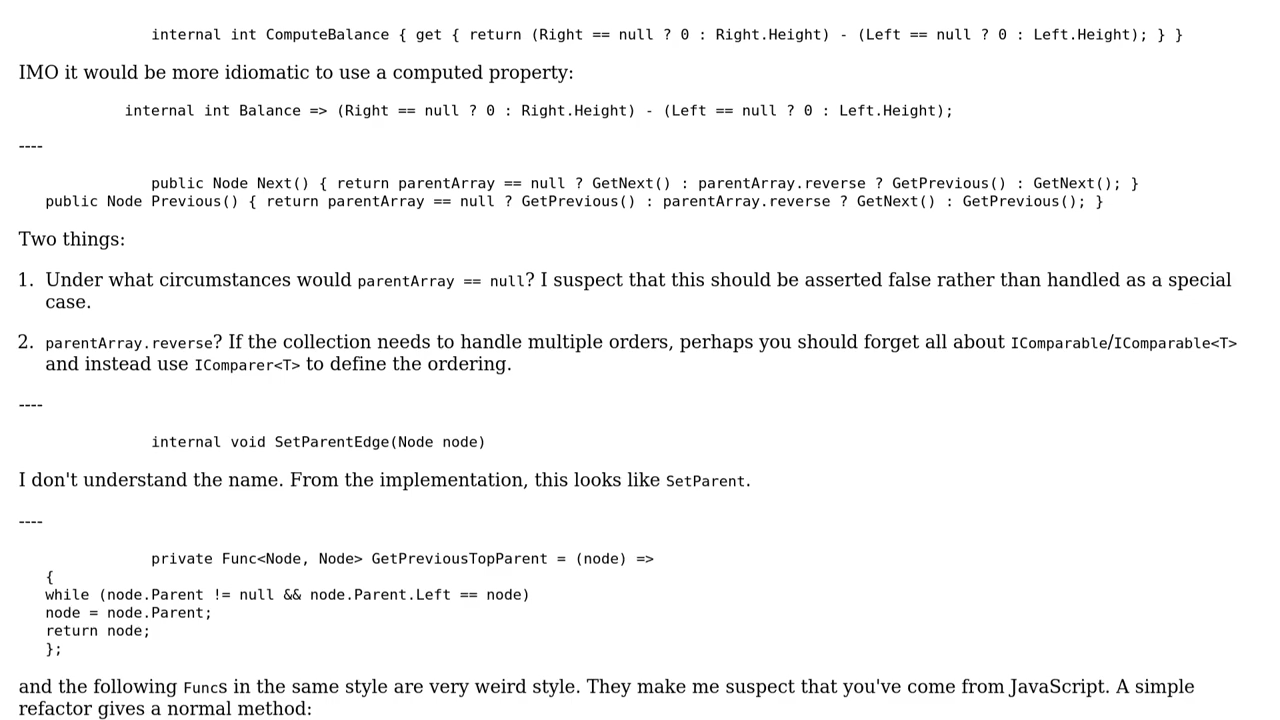 internal int ComputeBalance { get { return (Right == null ? 0 : Right.Height) - (Left == null ? 0 : Left.Height); } }
IMO it would be more idiomatic to use a computed property:
internal int Balance => (Right == null ? 0 : Right.Height) - (Left == null ? 0 : Left.Height);
----
public Node Next() { return parentArray == null ? GetNext() : parentArray.reverse ? GetPrevious() : GetNext(); }
public Node Previous() { return parentArray == null ? GetPrevious() : parentArray.reverse ? GetNext() : GetPrevious(); }
Two things:
1. Under what circumstances would parentArray == null? I suspect that this should be asserted false rather than handled as a special
case.
2. parentArray.reverse? If the collection needs to handle multiple orders, perhaps you should forget all about IComparable/IComparable<T>
and instead use IComparer<T> to define the ordering.
----
internal void SetParentEdge(Node node)
I don't understand the name. From the implementation, this looks like SetParent.
----
private Func<Node, Node> GetPreviousTopParent = (node) =>
{
while (node.Parent != null && node.Parent.Left == node)
node = node.Parent;
return node;
};
and the following Funcs in the same style are very weird style. They make me suspect that you've come from JavaScript. A simple
refactor gives a normal method: